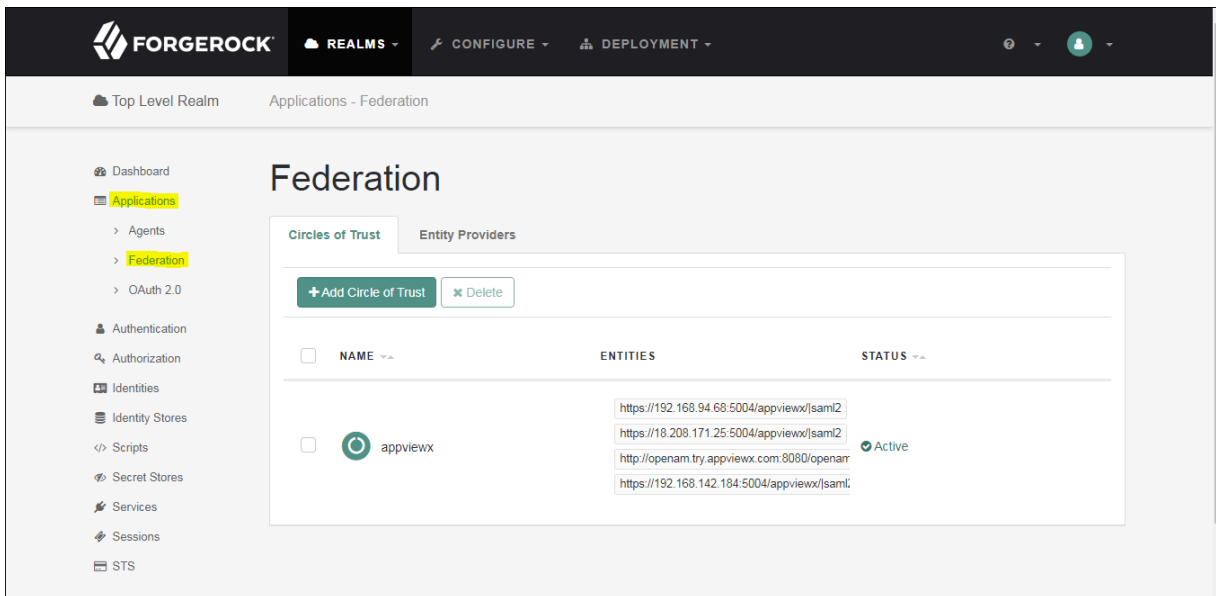 FORGEROCK
REALMS
CONFIGURE
DEPLOYMENT
Top Level Realm
Applications - Federation
Dashboard
Applications
Agents
Federation
OAuth 2.0
Authentication
Authorization
Identities
Identity Stores
Scripts
Secret Stores
Services
Sessions
STS
Federation
Circles of Trust
Entity Providers
+ Add Circle of Trust
× Delete
NAME
ENTITIES
STATUS
appviewx
https://192.168.94.68:5004/appviewx/|saml2
https://18.208.171.25:5004/appviewx/|saml2
http://openam.try.appviewx.com:8080/openam
https://192.168.142.184:5004/appviewx/|saml2
Active